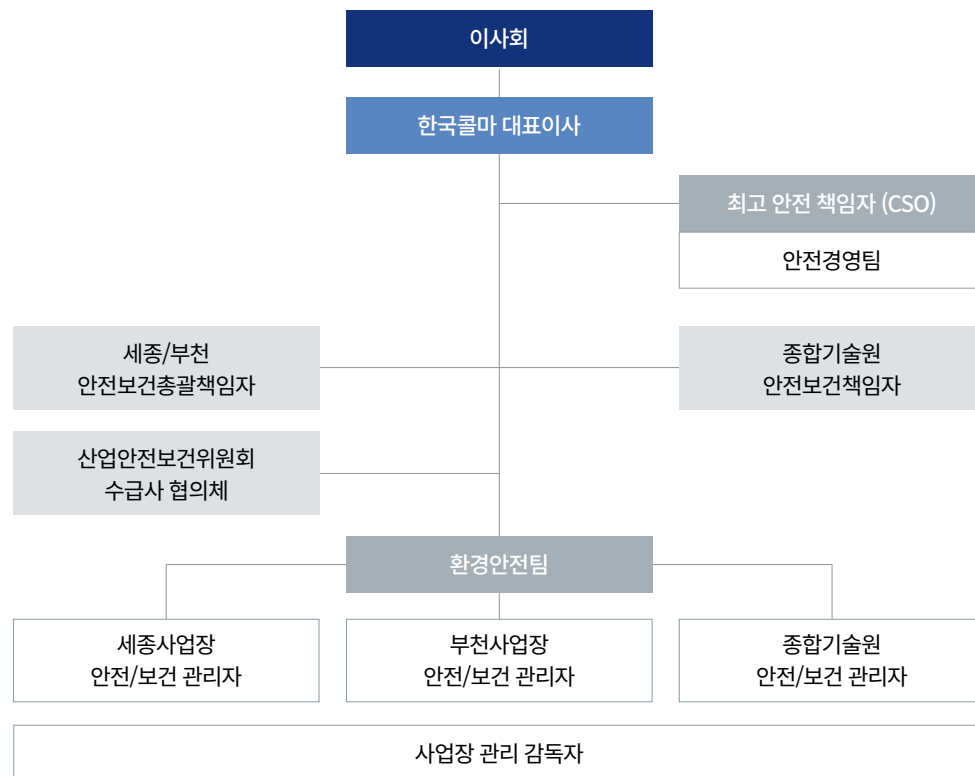 이사회
한국콜마 대표이사
최고 안전 책임자 (CSO)
안전경영팀
세종/부천
안전보건총괄책임자
종합기술원
안전보건책임자
산업안전보건위원회
수급사 협의체
환경안전팀
세종사업장
안전/보건 관리자
부천사업장
안전/보건 관리자
종합기술원
안전/보건 관리자
사업장 관리 감독자